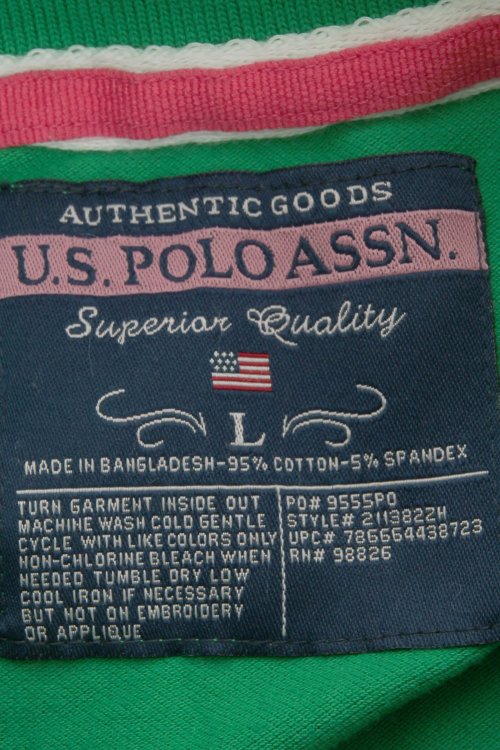 AUTHENTIC GOODS
U.S. POLO ASSN.
Superior Quality
L
MADE IN BANGLADESH-95% COTTON-5% SPANDEX
TURN GARMENT INSIDE OUT
MACHINE WASH COLD GENTLE
CYCLE WITH LIKE COLORS ONLY
NON-CHLORINE BLEACH WHEN
NEEDED TUMBLE DRY LOW
COOL IRON IF NECESSARY
BUT NOT ON EMBROIDERY
OR APPLIQUE
PO# 9555PO
STYLE# 211382ZH
UPC# 786664438723
RN# 98826